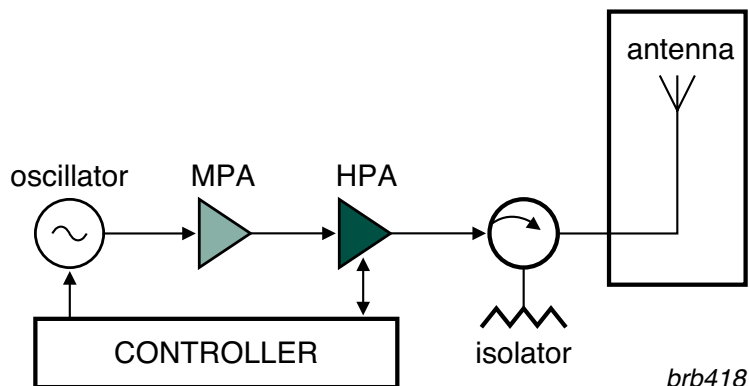 antenna
oscillator
MPA
HPA
CONTROLLER
isolator
brb418